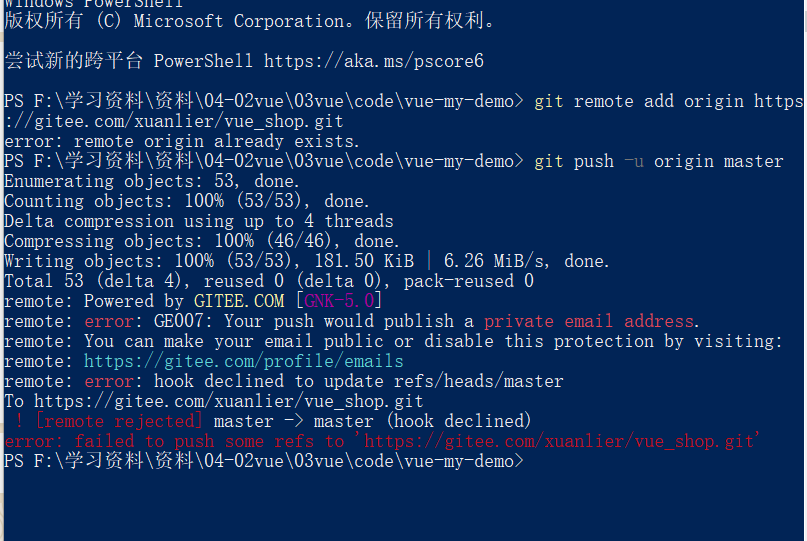 Windows PowerShell
版权所有 (C) Microsoft Corporation。保留所有权利。
尝试新的跨平台 PowerShell https://aka.ms/pscore6
PS F:\学习资料\资料\04-02vue\03vue\code\vue-my-demo> git remote add origin https
://gitee.com/xuanlier/vue_shop.git
error: remote origin already exists.
PS F:\学习资料\资料\04-02vue\03vue\code\vue-my-demo> git push -u origin master
Enumerating objects: 53, done.
Counting objects: 100% (53/53), done.
Delta compression using up to 4 threads
Compressing objects: 100% (46/46), done.
Writing objects: 100% (53/53), 181.50 KiB | 6.26 MiB/s, done.
Total 53 (delta 4), reused 0 (delta 0), pack-reused 0
remote: Powered by GITEE.COM [GNK-5.0]
remote: error: GE007: Your push would publish a private email address.
remote: You can make your email public or disable this protection by visiting:
remote: https://gitee.com/profile/emails
remote: error: hook declined to update refs/heads/master
To https://gitee.com/xuanlier/vue_shop.git
 ! [remote rejected] master -> master (hook declined)
error: failed to push some refs to 'https://gitee.com/xuanlier/vue_shop.git'
PS F:\学习资料\资料\04-02vue\03vue\code\vue-my-demo>